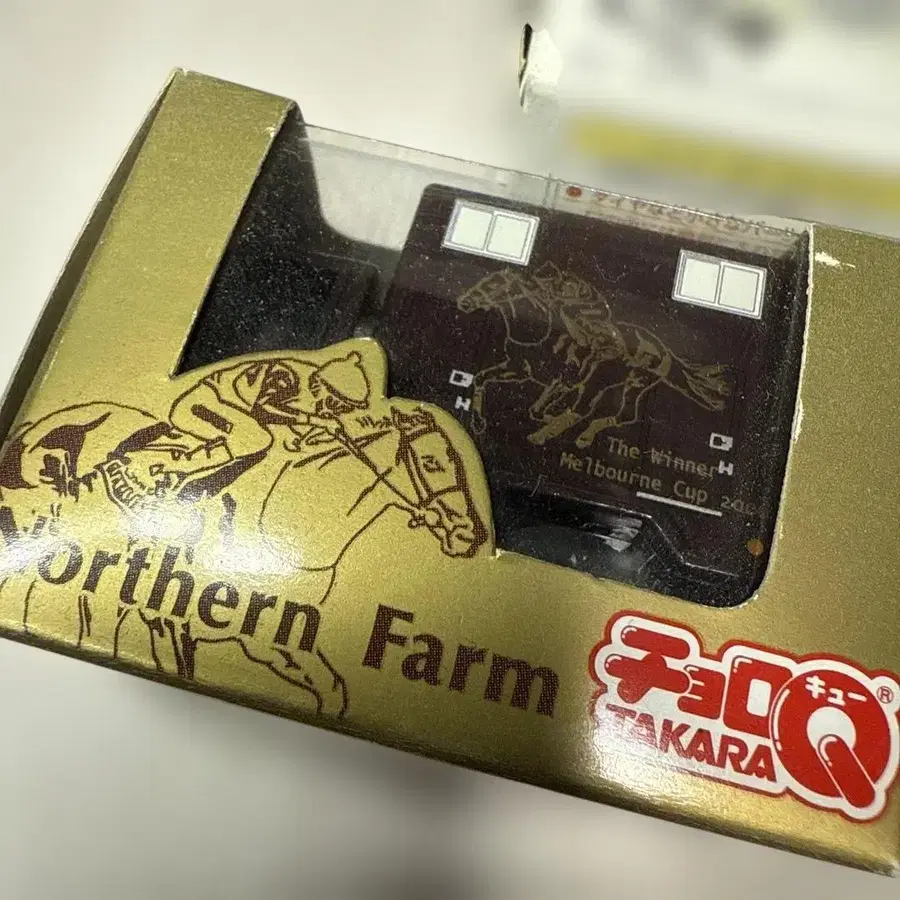 The Winner
Melbourne Cup
Northern Farm
チョロQ
キュー
®
TAKARA